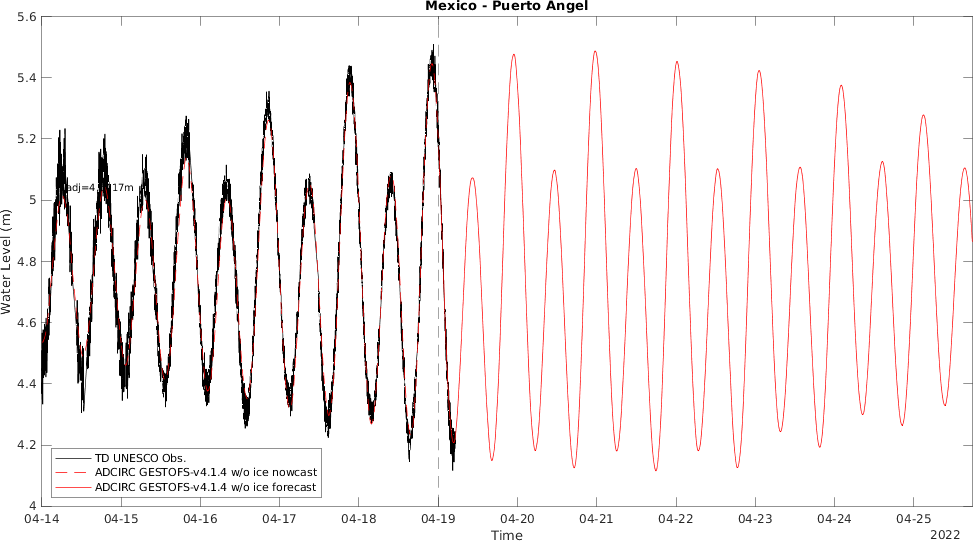 Mexico - Puerto Angel
5.6
5.4
5.2
5
4.8
4.6
4.4
4.2
4
Water Level (m)
TD UNESCO Obs.
ADCIRC GESTOFS-v4.1.4 w/o ice nowcast
ADCIRC GESTOFS-v4.1.4 w/o ice forecast
04-14 04-15 04-16 04-17 04-18 04-19 04-20 04-21 04-22 04-23 04-24 04-25
Time
2022